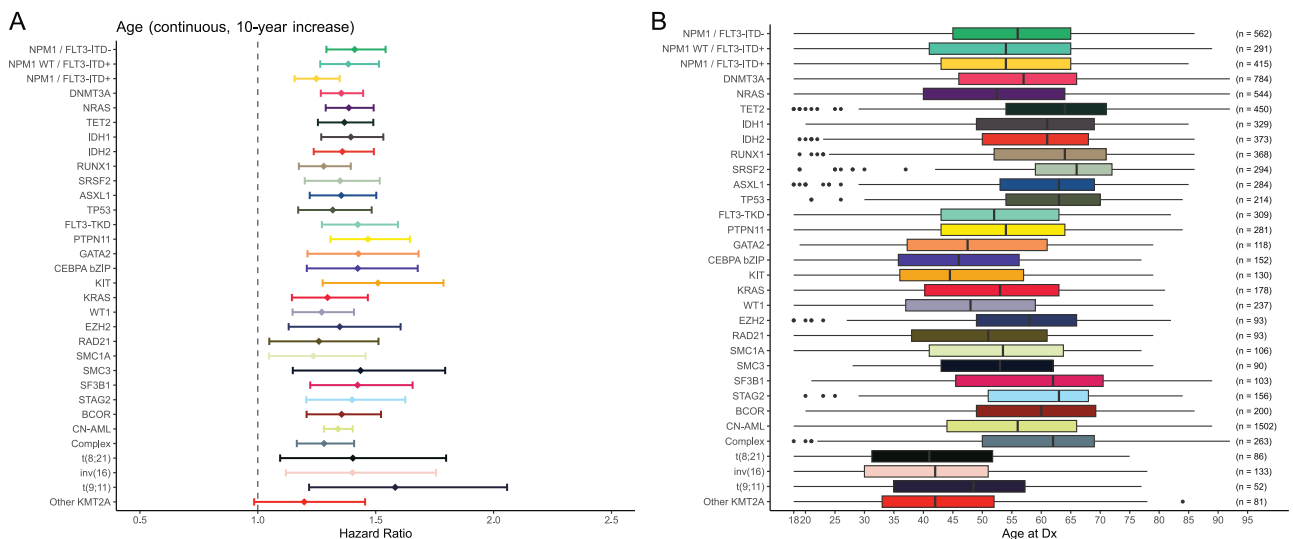 A
Age (continuous, 10-year increase)
NPM1 / FLT3-ITD-
NPM1 WT / FLT3-ITD+
NPM1 / FLT3-ITD+
DNMT3A
NRAS
TET2
IDH1
IDH2
RUNX1
SRSF2
ASXL1
TP53
FLT3-TKD
PTPN11
GATA2
CEBPA bZIP
KIT
KRAS
WT1
EZH2
RAD21
SMC1A
SMC3
SF3B1
STAG2
BCOR
CN-AML
Complex
t(8;21)
inv(16)
t(9;11)
Other KMT2A
0.5 1.0 1.5 2.0 2.5
Hazard Ratio
B
NPM1 / FLT3-ITD- (n = 562)
NPM1 WT / FLT3-ITD+ (n = 291)
NPM1 / FLT3-ITD+ (n = 415)
DNMT3A (n = 784)
NRAS (n = 544)
TET2 (n = 450)
IDH1 (n = 329)
IDH2 (n = 373)
RUNX1 (n = 368)
SRSF2 (n = 294)
ASXL1 (n = 284)
TP53 (n = 214)
FLT3-TKD (n = 309)
PTPN11 (n = 281)
GATA2 (n = 118)
CEBPA bZIP (n = 152)
KIT (n = 130)
KRAS (n = 178)
WT1 (n = 237)
EZH2 (n = 93)
RAD21 (n = 93)
SMC1A (n = 106)
SMC3 (n = 90)
SF3B1 (n = 103)
STAG2 (n = 156)
BCOR (n = 200)
CN-AML (n = 1502)
Complex (n = 263)
t(8;21) (n = 86)
inv(16) (n = 133)
t(9;11) (n = 52)
Other KMT2A (n = 81)
18 20 25 30 35 40 45 50 55 60 65 70 75 80 85 90 95
Age at Dx